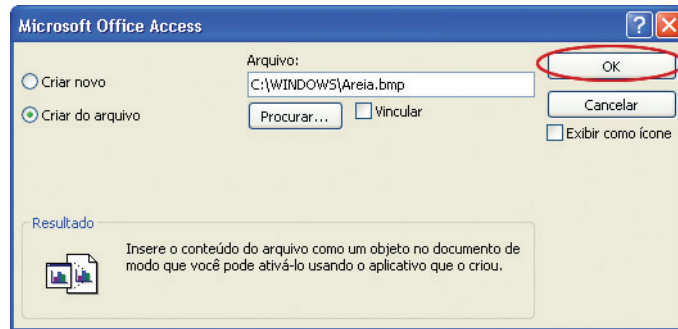 Microsoft Office Access
Criar novo
Criar do arquivo
Arquivo:
C:\WINDOWS\Areia.bmp
Procurar...
Vincular
OK
Cancelar
Exibir como ícone
Resultado
Insere o conteúdo do arquivo como um objeto no documento de
modo que você pode ativá-lo usando o aplicativo que o criou.